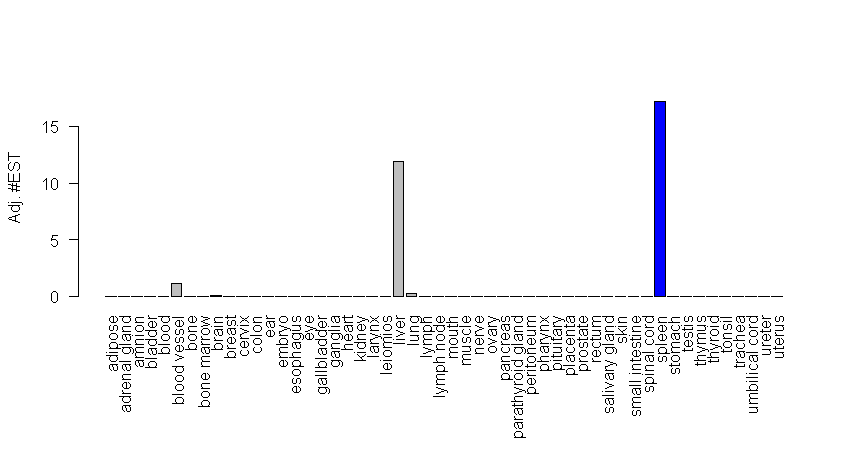 Adj. #EST
15
10
5
0
adipose
adrenal gland
amnion
bladder
blood
blood vessel
bone
bone marrow
brain
breast
cervix
colon
ear
embryo
esophagus
eye
gallbladder
ganglia
heart
kidney
larynx
leiomios
liver
lung
lymph
lymph node
mouth
muscle
nerve
ovary
pancreas
parathyroid gland
peritoneum
pharynx
pituitary
placenta
prostate
rectum
salivary gland
skin
small intestine
spinal cord
spleen
stomach
testis
thymus
thyroid
tonsil
trachea
umbilical cord
ureter
uterus